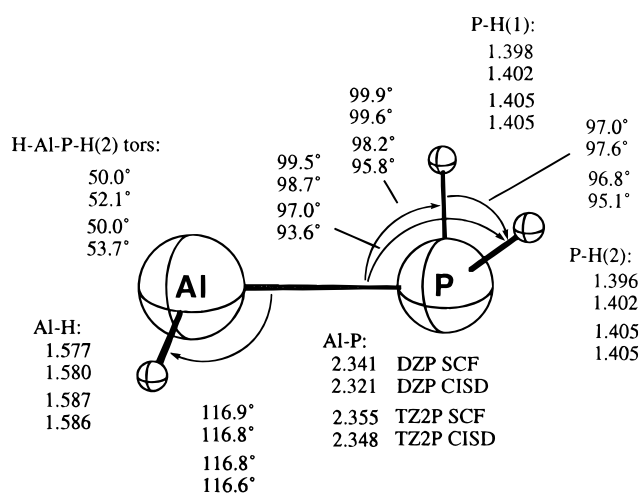 P-H(1):
1.398
1.402
1.405
1.405
99.9°
99.6°
98.2°
95.8°
97.0°
97.6°
96.8°
95.1°
H-Al-P-H(2) tors:
50.0°
52.1°
50.0°
53.7°
99.5°
98.7°
97.0°
93.6°
Al
P
P-H(2):
1.396
1.402
1.405
1.405
Al-H:
1.577
1.580
1.587
1.586
Al-P:
2.341 DZP SCF
2.321 DZP CISD
2.355 TZ2P SCF
2.348 TZ2P CISD
116.9°
116.8°
116.8°
116.6°